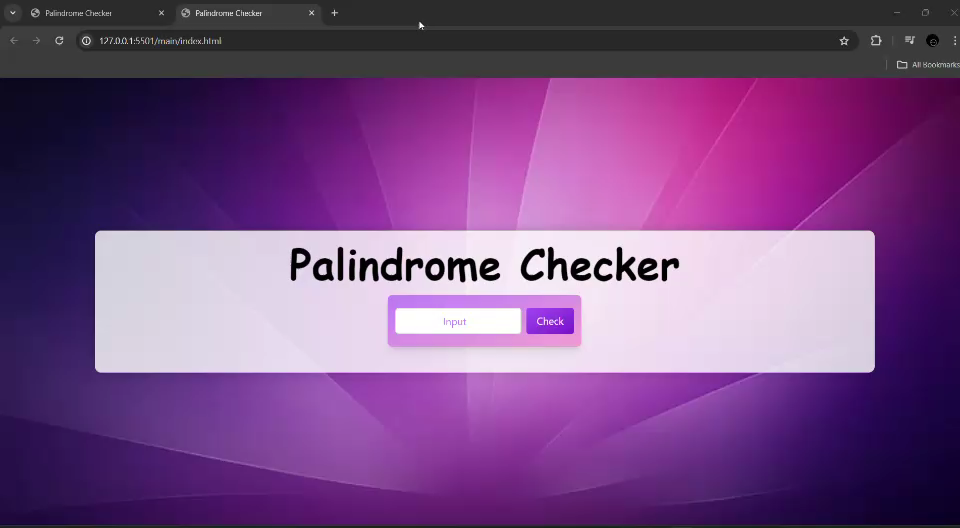 Palindrome Checker
Palindrome Checker
127.0.0.1:5501/main/index.html
All Bookmarks
Palindrome Checker
Input
Check